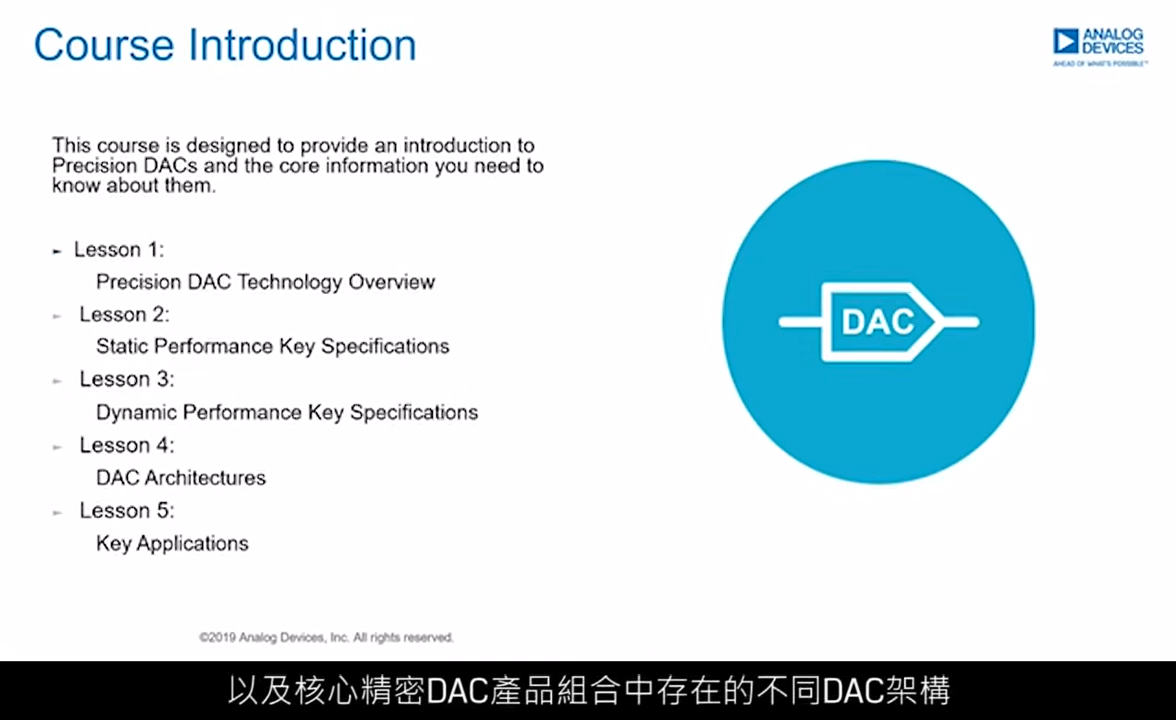 Course Introduction
ANALOG
DEVICES
AHEAD OF WHAT'S POSSIBLE™
This course is designed to provide an introduction to
Precision DACs and the core information you need to
know about them.
Lesson 1:
Precision DAC Technology Overview
Lesson 2:
Static Performance Key Specifications
Lesson 3:
Dynamic Performance Key Specifications
Lesson 4:
DAC Architectures
Lesson 5:
Key Applications
DAC
©2019 Analog Devices, Inc. All rights reserved.
以及核心精密DAC產品組合中存在的不同DAC架構